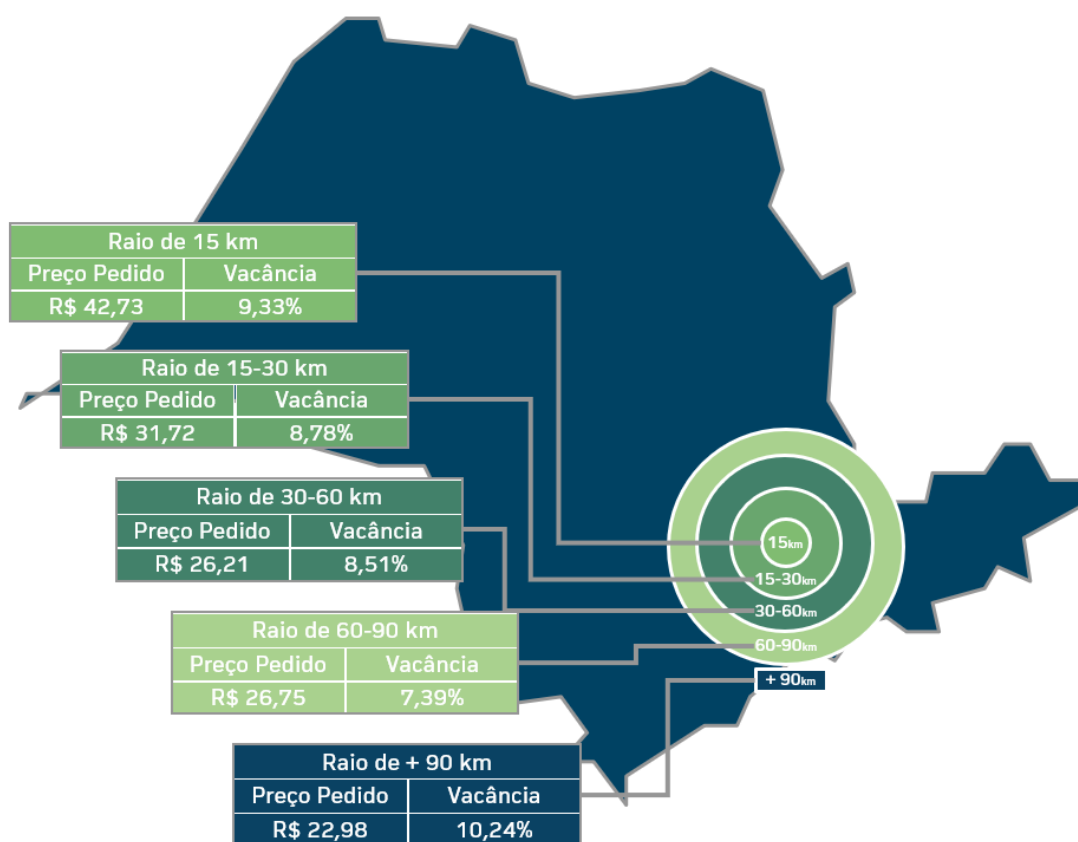 Raio de 15 km
Preço Pedido Vacância
R$ 42,73 9,33%
Raio de 15-30 km
Preço Pedido Vacância
R$ 31,72 8,78%
Raio de 30-60 km
Preço Pedido Vacância
R$ 26,21 8,51%
Raio de 60-90 km
Preço Pedido Vacância
R$ 26,75 7,39%
Raio de + 90 km
Preço Pedido Vacância
R$ 22,98 10,24%
15km
15-30km
30-60km
60-90km
+ 90km